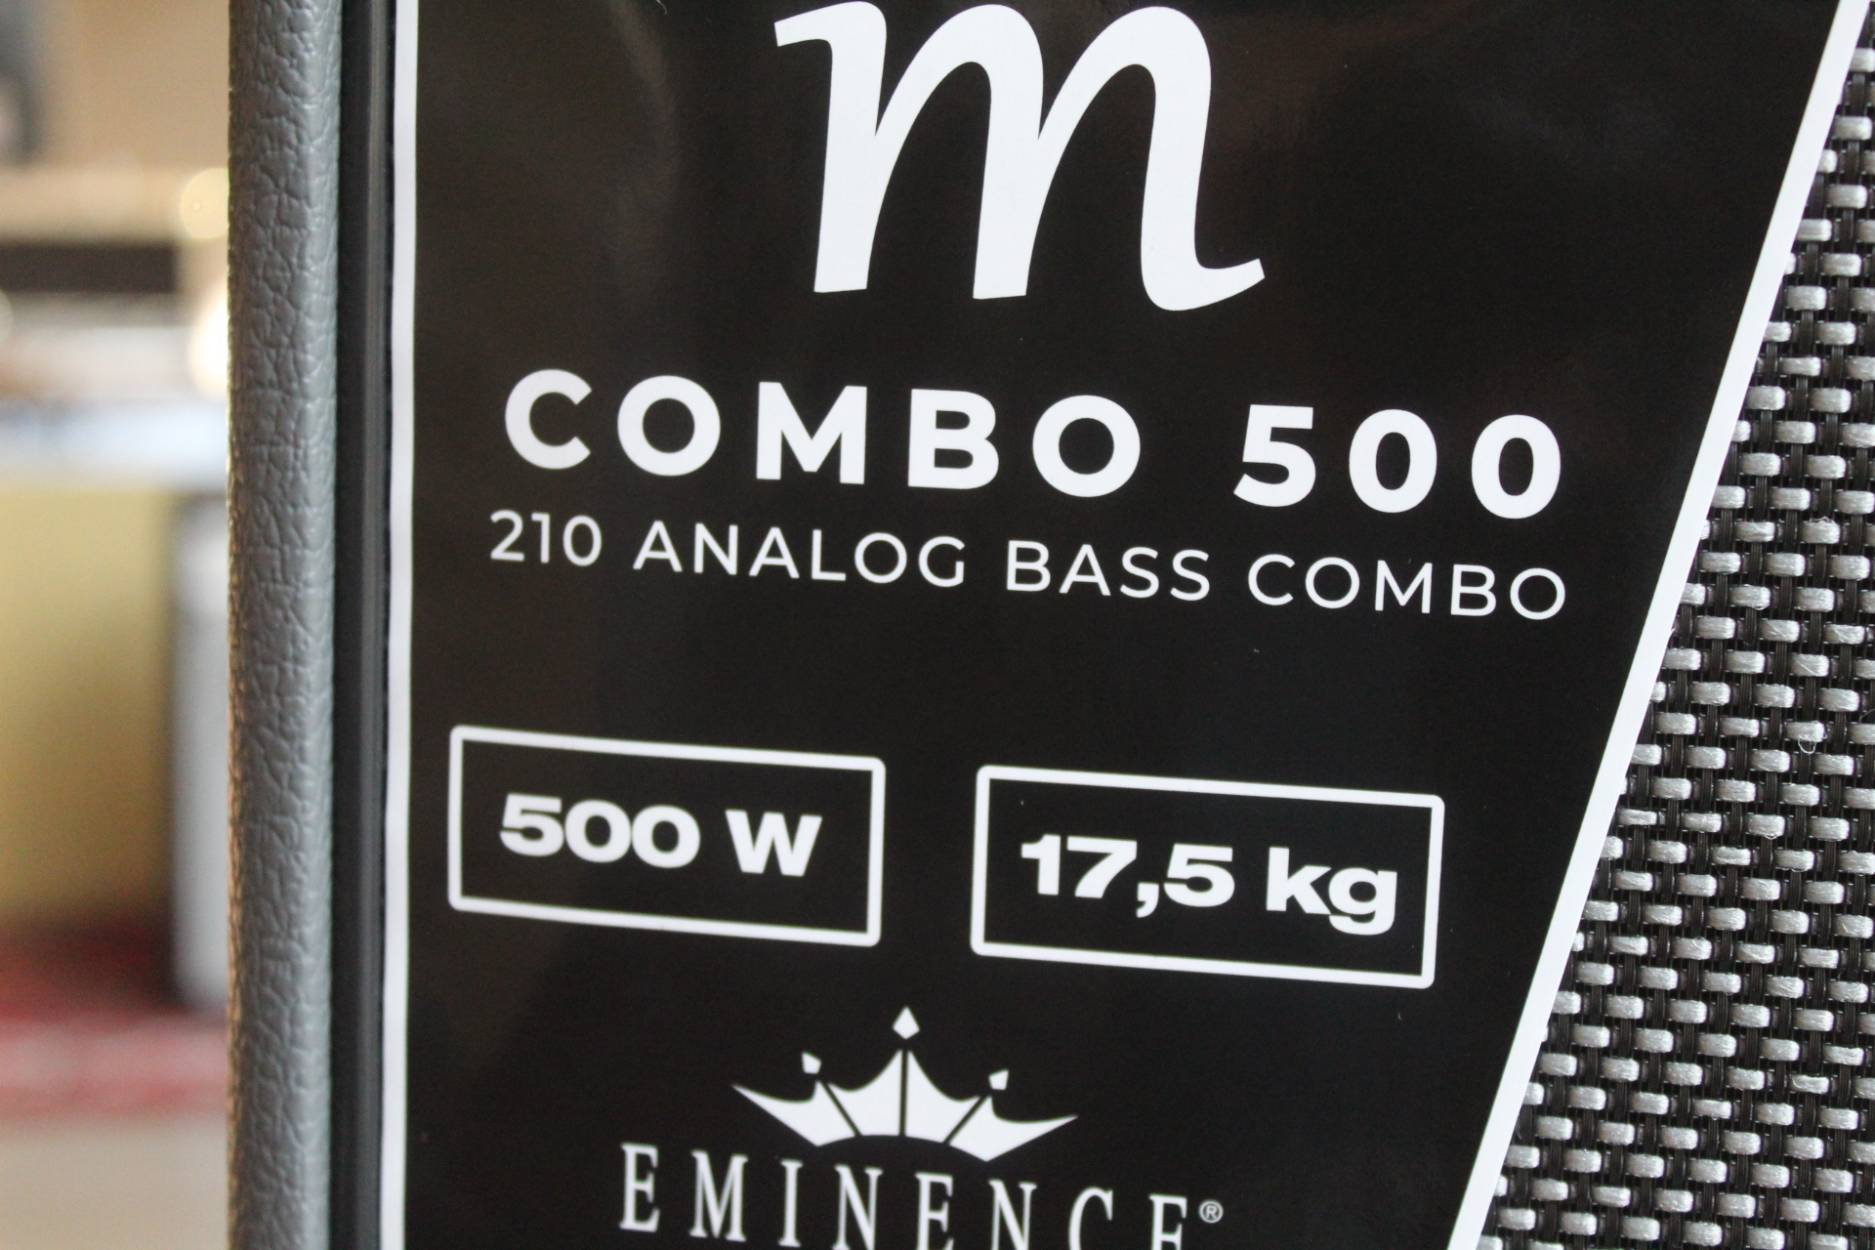 m
COMBO 500
210 ANALOG BASS COMBO
500 W
17,5 kg
EMINENCE®